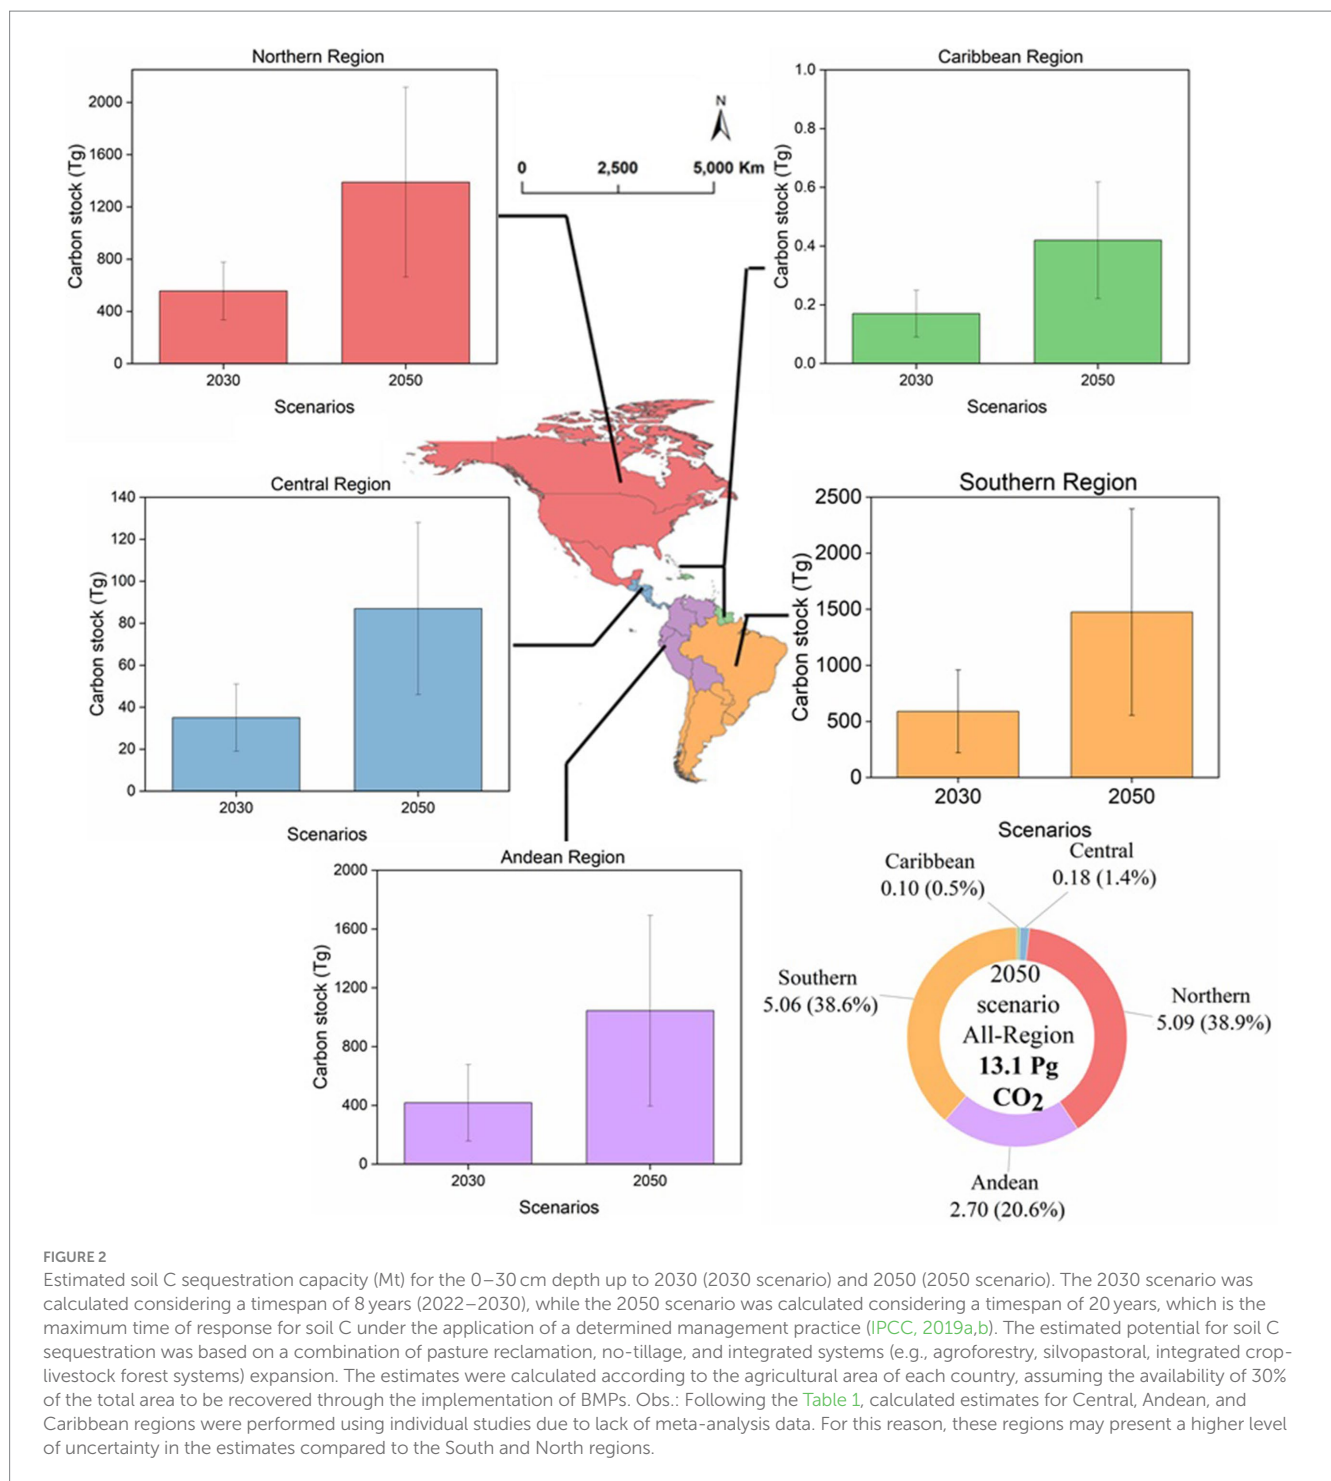 Northern Region
Carbon stock (Tg)
2000
1600
1200
800
400
0
2030
2050
Scenarios
N
0
2,500
5,000 Km
Caribbean Region
Carbon stock (Tg)
1.0
0.8
0.6
0.4
0.2
0.0
2030
2050
Scenarios
Central Region
Carbon stock (Tg)
140
120
100
80
60
40
20
0
2030
2050
Scenarios
Southern Region
Carbon stock (Tg)
2500
2000
1500
1000
500
0
2030
2050
Scenarios
Andean Region
Carbon stock (Tg)
2000
1600
1200
800
400
0
2030
2050
Scenarios
Caribbean
0.10 (0.5%)
Central
0.18 (1.4%)
Southern
5.06 (38.6%)
2050
scenario
All-Region
13.1 Pg
CO2
Northern
5.09 (38.9%)
Andean
2.70 (20.6%)
FIGURE 2
Estimated soil C sequestration capacity (Mt) for the 0–30 cm depth up to 2030 (2030 scenario) and 2050 (2050 scenario). The 2030 scenario was
calculated considering a timespan of 8 years (2022–2030), while the 2050 scenario was calculated considering a timespan of 20 years, which is the
maximum time of response for soil C under the application of a determined management practice (IPCC, 2019a,b). The estimated potential for soil C
sequestration was based on a combination of pasture reclamation, no-tillage, and integrated systems (e.g., agroforestry, silvopastoral, integrated crop-
livestock forest systems) expansion. The estimates were calculated according to the agricultural area of each country, assuming the availability of 30%
of the total area to be recovered through the implementation of BMPs. Obs.: Following the Table 1, calculated estimates for Central, Andean, and
Caribbean regions were performed using individual studies due to lack of meta-analysis data. For this reason, these regions may present a higher level
of uncertainty in the estimates compared to the South and North regions.